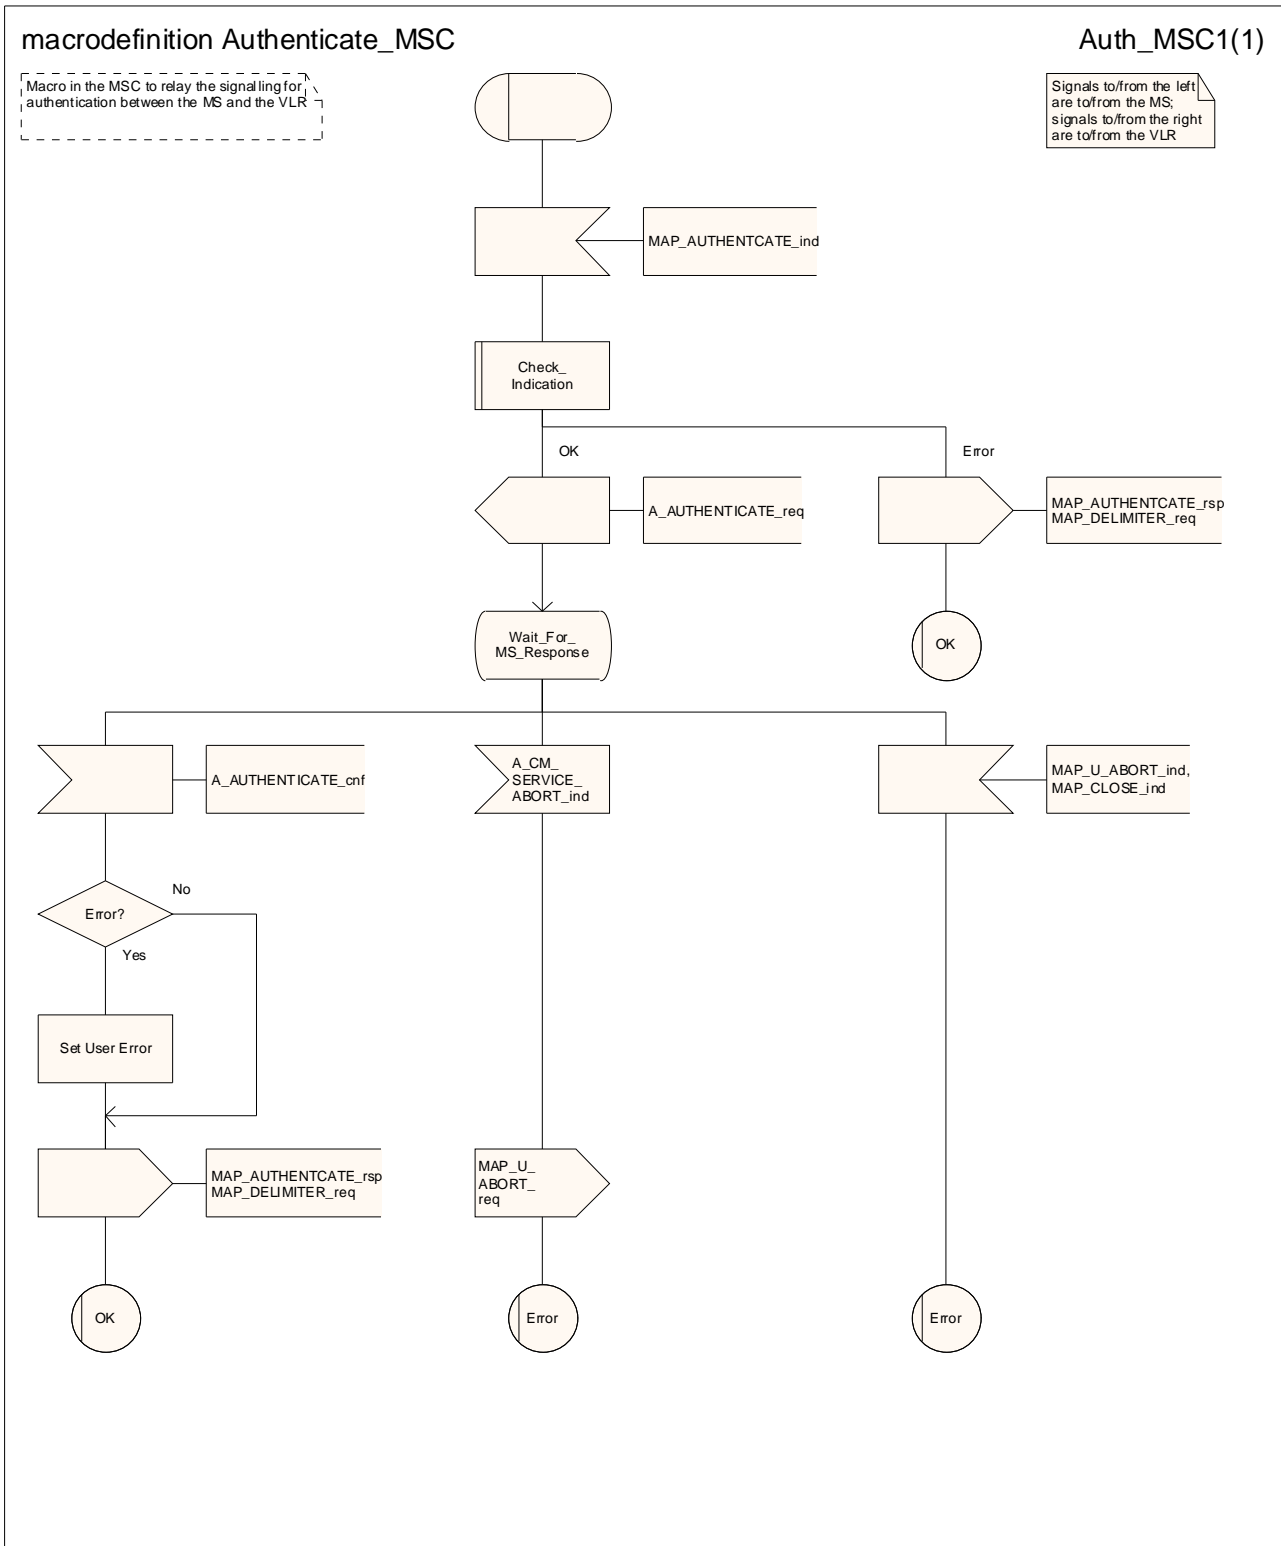 macrodefinition Authenticate_MSC
Auth_MSC1(1)
Macro in the MSC to relay the signalling for
authentication between the MS and the VLR
Signals to/from the left
are to/from the MS;
signals to/from the right
are to/from the VLR
MAP_AUTHENTCATE_ind
Check_
Indication
OK
Error
A_AUTHENTICATE_req
MAP_AUTHENTCATE_rsp
MAP_DELIMITER_req
Wait_For_
MS_Response
OK
A_AUTHENTICATE_cnf
A_CM_
SERVICE_
ABORT_ind
MAP_U_ABORT_ind,
MAP_CLOSE_ind
No
Error?
Yes
Set User Error
MAP_AUTHENTCATE_rsp
MAP_DELIMITER_req
MAP_U_
ABORT_
req
OK
Error
Error